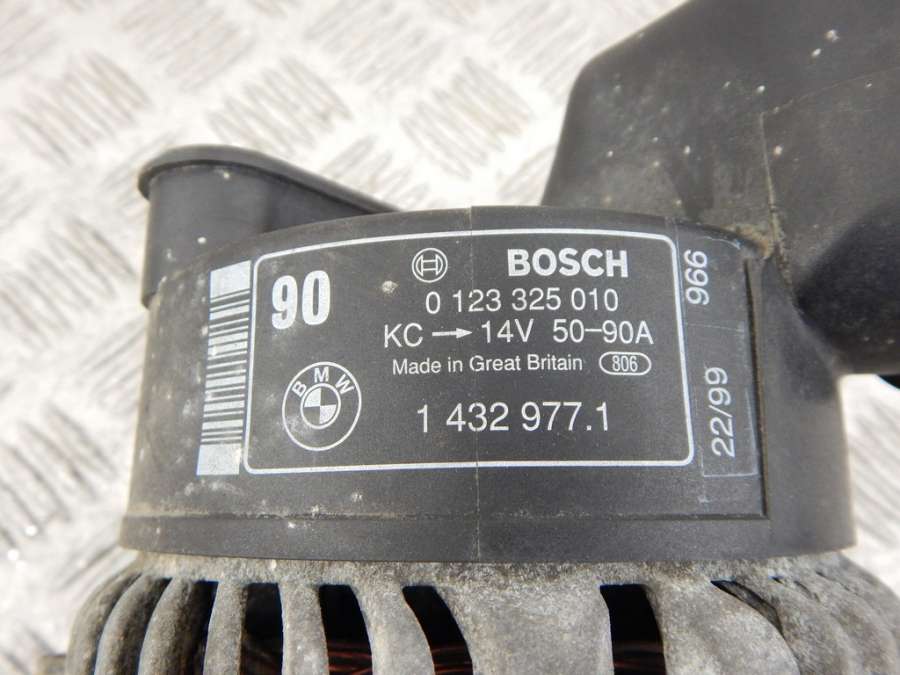 90
BOSCH
0 123 325 010
KC → 14V 50-90A
Made in Great Britain 806
BMW
1 432 977.1
966
22/99